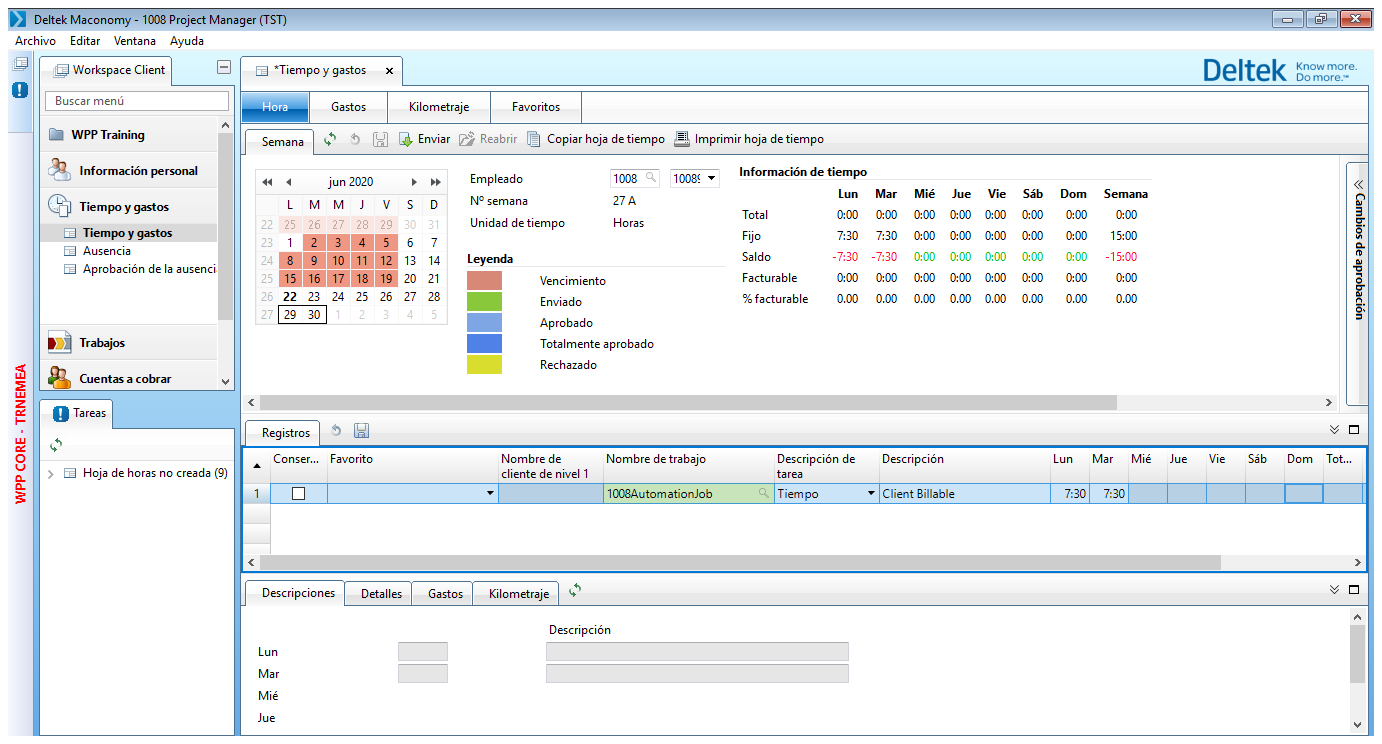 Deltek Maconomy - 1008 Project Manager (TST)
Archivo Editar Ventana Ayuda
Workspace Client
*Tiempo y gastos x
Deltek Know more. Do more.™
Buscar menú
Hora Gastos Kilometraje Favoritos
WPP Training
Información personal
Tiempo y gastos
Tiempo y gastos
Ausencia
Aprobación de la ausenci
Trabajos
Cuentas a cobrar
Tareas
Hoja de horas no creada (9)
WPP CORE - TRNEMEA
Semana Enviar Reabrir Copiar hoja de tiempo Imprimir hoja de tiempo
jun 2020
L M M J V S D
22 25 26 27 28 29 30 31
23 1 2 3 4 5 6 7
24 8 9 10 11 12 13 14
25 15 16 17 18 19 20 21
26 22 23 24 25 26 27 28
27 29 30 1 2 3 4 5
Empleado 1008
Nº semana 27 A
Unidad de tiempo Horas
Leyenda
Vencimiento
Enviado
Aprobado
Totalmente aprobado
Rechazado
Información de tiempo
Lun Mar Mié Jue Vie Sáb Dom Semana
Total 0:00 0:00 0:00 0:00 0:00 0:00 0:00 0:00
Fijo 7:30 7:30 0:00 0:00 0:00 0:00 0:00 15:00
Saldo -7:30 -7:30 0:00 0:00 0:00 0:00 0:00 -15:00
Facturable 0:00 0:00 0:00 0:00 0:00 0:00 0:00 0:00
% facturable 0.00 0.00 0.00 0.00 0.00 0.00 0.00 0.00
Cambios de aprobación
Registros
Conser... Favorito Nombre de cliente de nivel 1 Nombre de trabajo Descripción de tarea Descripción Lun Mar Mié Jue Vie Sáb Dom Tot...
1 1008AutomationJob Tiempo Client Billable 7:30 7:30
Descripciones Detalles Gastos Kilometraje
Descripción
Lun
Mar
Mié
Jue